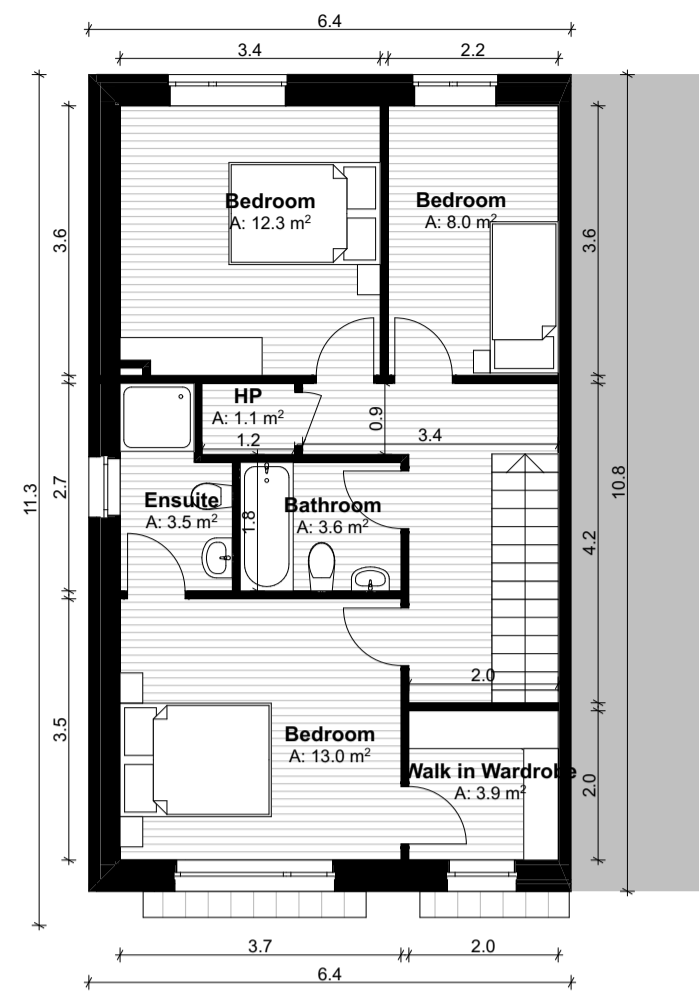 6.4
3.4
2.2
Bedroom
A: 12.3 m²
Bedroom
A: 8.0 m²
3.6
3.6
HP
A: 1.1 m²
1.2
0.9
3.4
11.3
2.7
10.8
Ensuite
A: 3.5 m²
1.8
Bathroom
A: 3.6 m²
4.2
2.0
3.5
Bedroom
A: 13.0 m²
Walk in Wardrobe
A: 3.9 m²
2.0
3.7
2.0
6.4